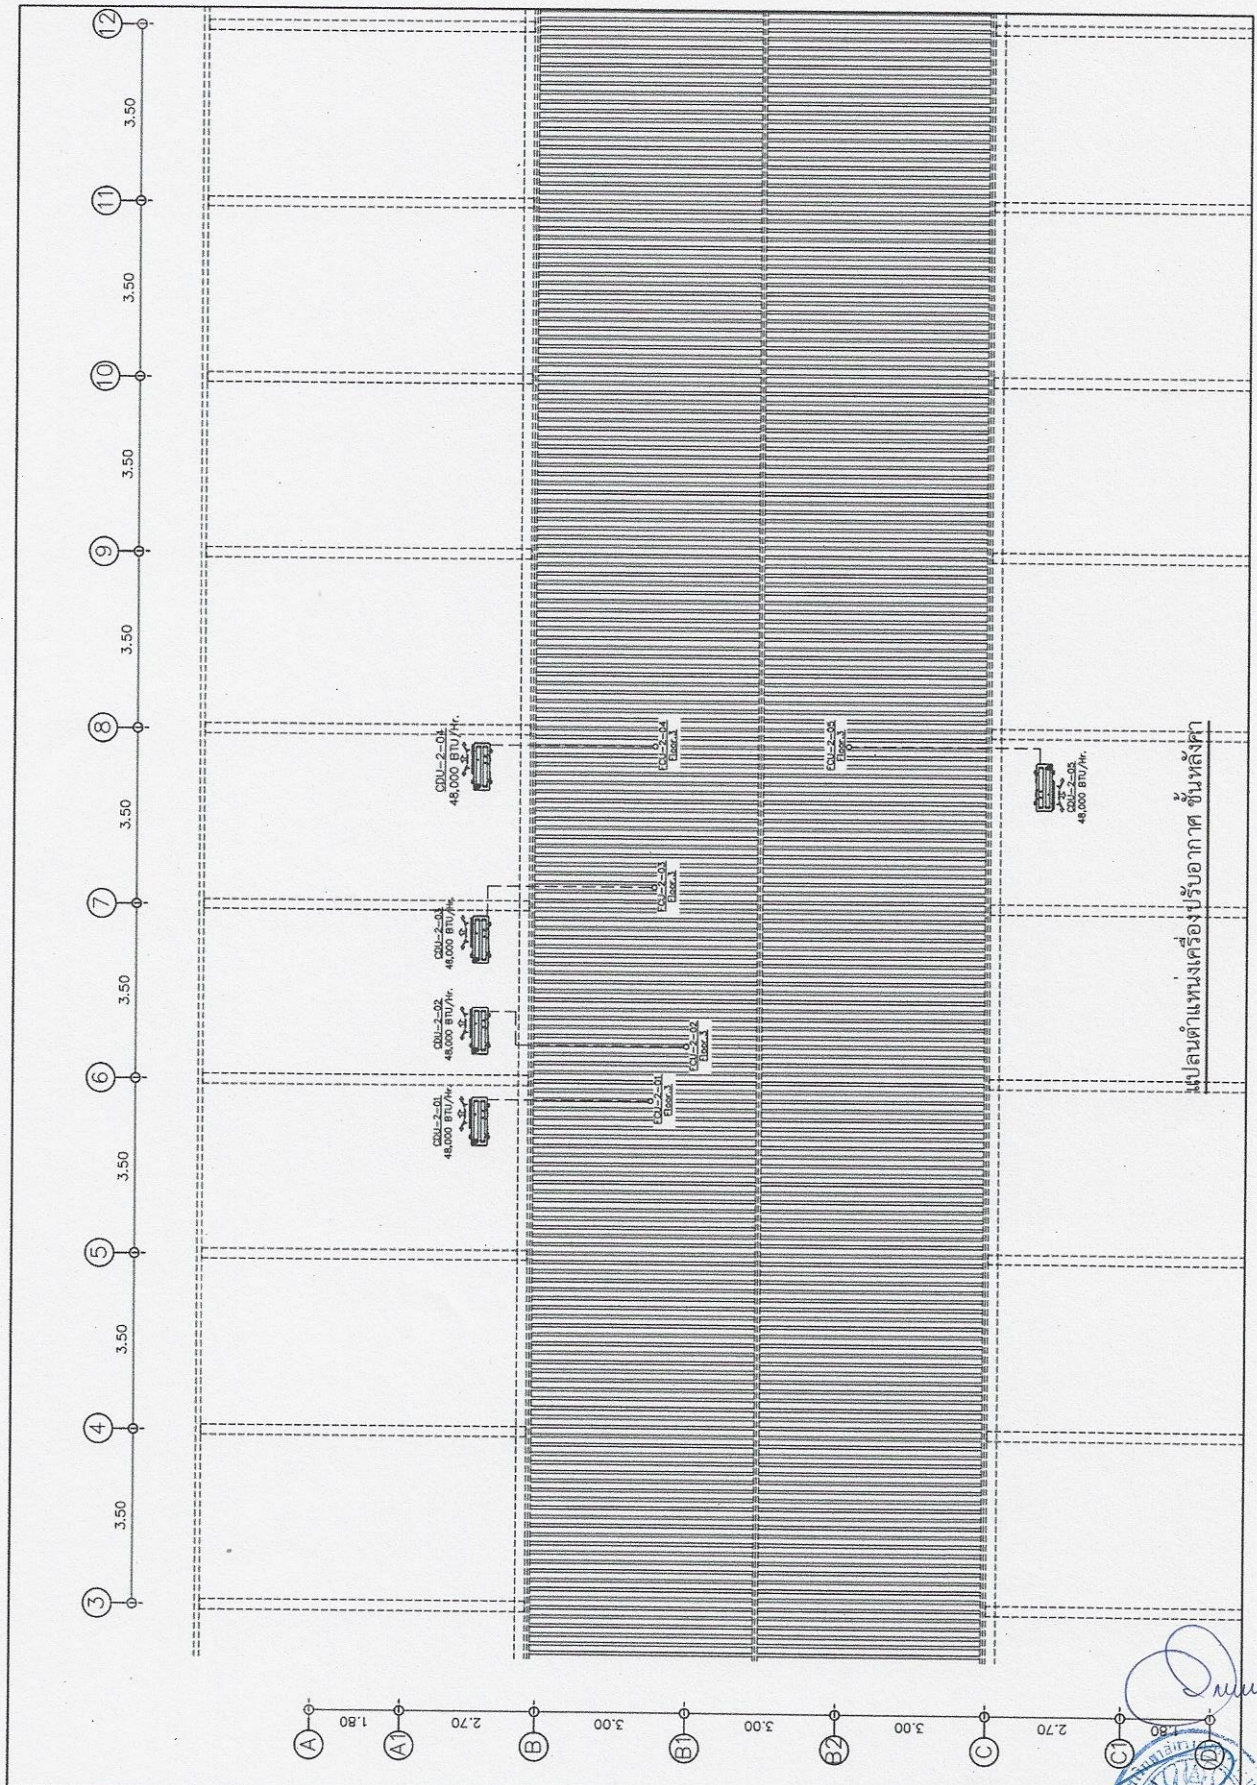 12
11
10
9
8
7
6
5
4
3
3.50
3.50
3.50
3.50
3.50
3.50
3.50
3.50
3.50
CDU-2-04
48,000 BTU/Hr.
CDU-2-03
48,000 BTU/Hr.
CDU-2-02
48,000 BTU/Hr.
CDU-2-01
48,000 BTU/Hr.
FCU-2-04
Floor.3
FCU-2-03
Floor.3
FCU-2-02
Floor.3
FCU-2-01
Floor.3
FCU-2-05
Floor.3
CDU-2-05
48,000 BTU/Hr.
แปลนตำแหน่งเครื่องปรับอากาศ ชั้นหลังคา
A
1.80
A1
2.70
B
3.00
B1
3.00
B2
3.00
C
2.70
C1
1.80
D